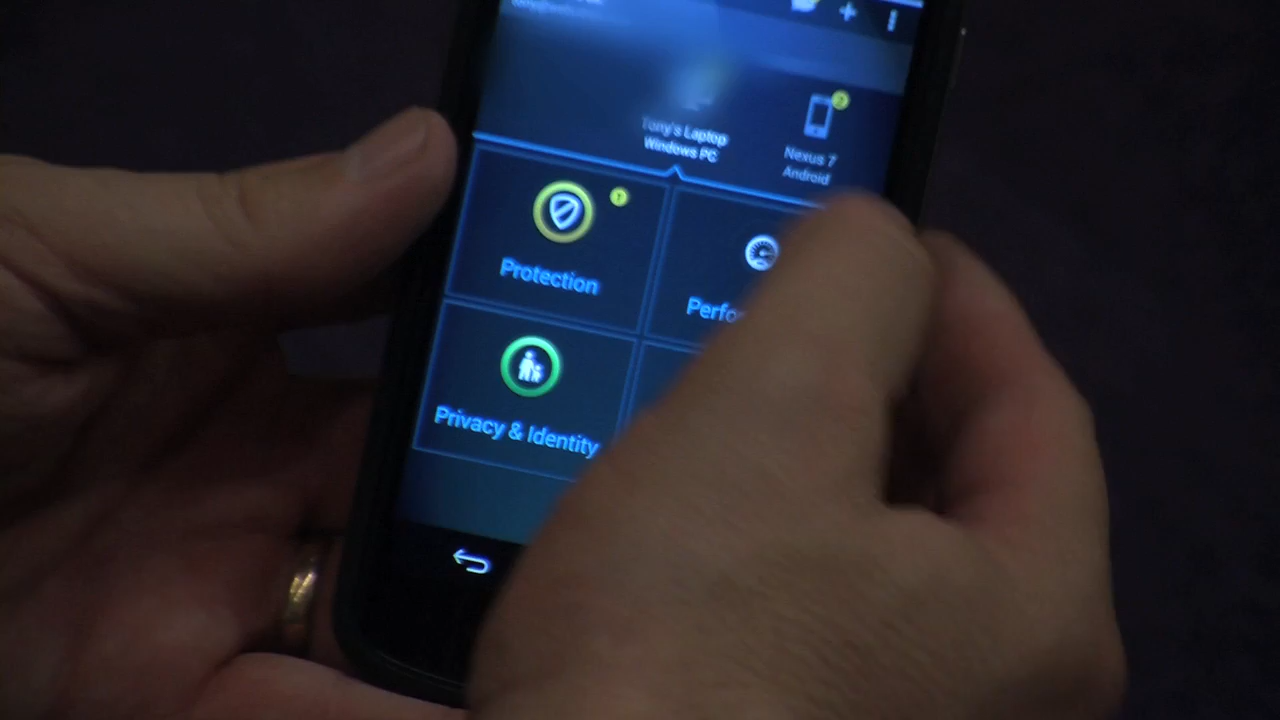 Tony's Laptop
Windows PC
Nexus 7
Android
Protection
Perfo
Privacy & Identity